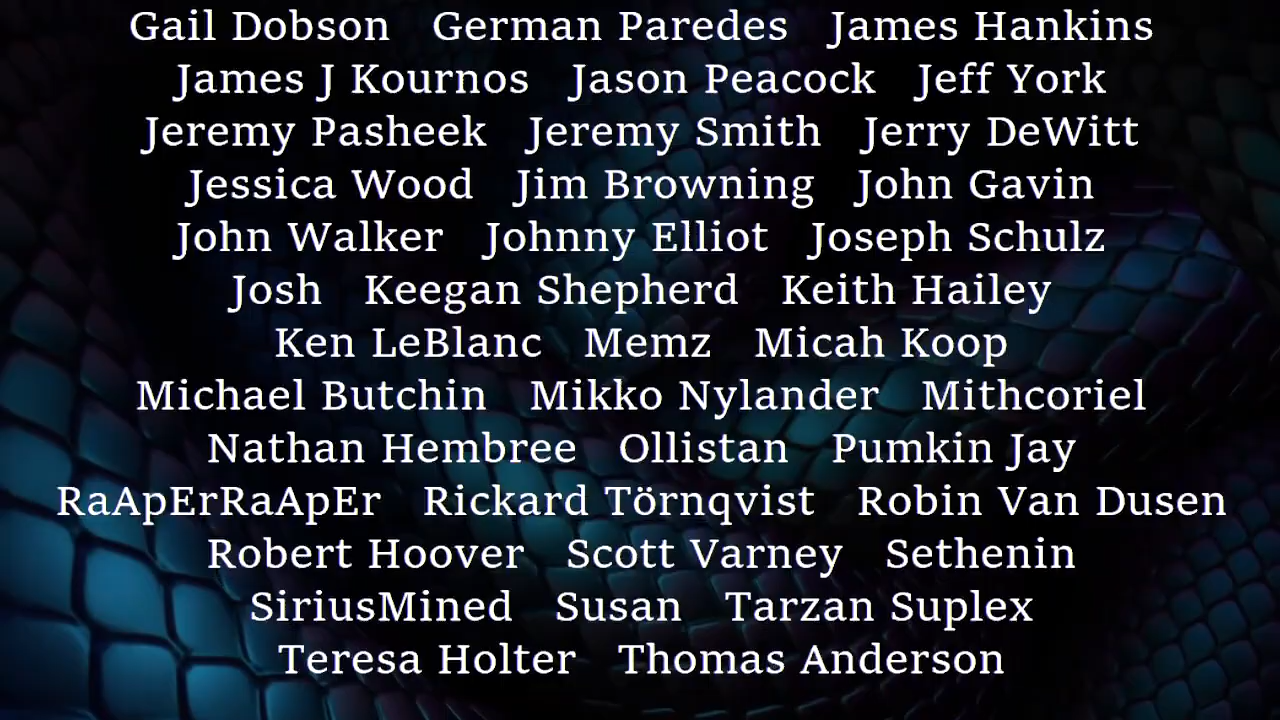 Gail Dobson German Paredes James Hankins
James J Kournos Jason Peacock Jeff York
Jeremy Pasheek Jeremy Smith Jerry DeWitt
Jessica Wood Jim Browning John Gavin
John Walker Johnny Elliot Joseph Schulz
Josh Keegan Shepherd Keith Hailey
Ken LeBlanc Memz Micah Koop
Michael Butchin Mikko Nylander Mithcoriel
Nathan Hembree Ollistan Pumkin Jay
RaApErRaApEr Rickard Törnqvist Robin Van Dusen
Robert Hoover Scott Varney Sethenin
SiriusMined Susan Tarzan Suplex
Teresa Holter Thomas Anderson